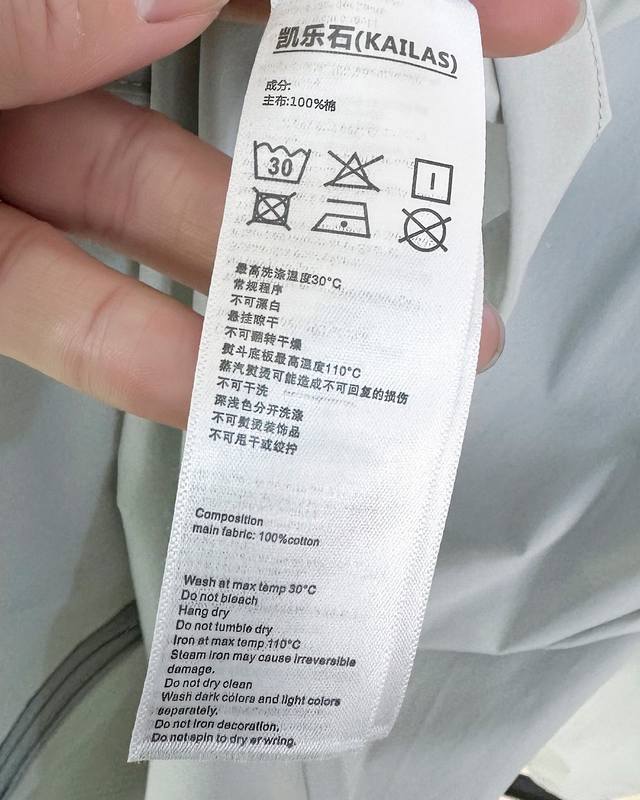 凯乐石(KAILAS)
成分:
主布:100%棉
30
最高洗涤温度30°C
常规程序
不可漂白
悬挂晾干
不可翻转干燥
熨斗底板最高温度110°C
蒸汽熨烫可能造成不可回复的损伤
不可干洗
深浅色分开洗涤
不可熨烫装饰品
不可甩干或绞拧
Composition
main fabric: 100%cotton
Wash at max temp 30°C
Do not bleach
Hang dry
Do not tumble dry
Iron at max temp 110°C
Steam iron may cause irreversible
damage.
Do not dry clean
Wash dark colors and light colors
separately.
Do not iron decoration,
Do not spin to dry or wring.